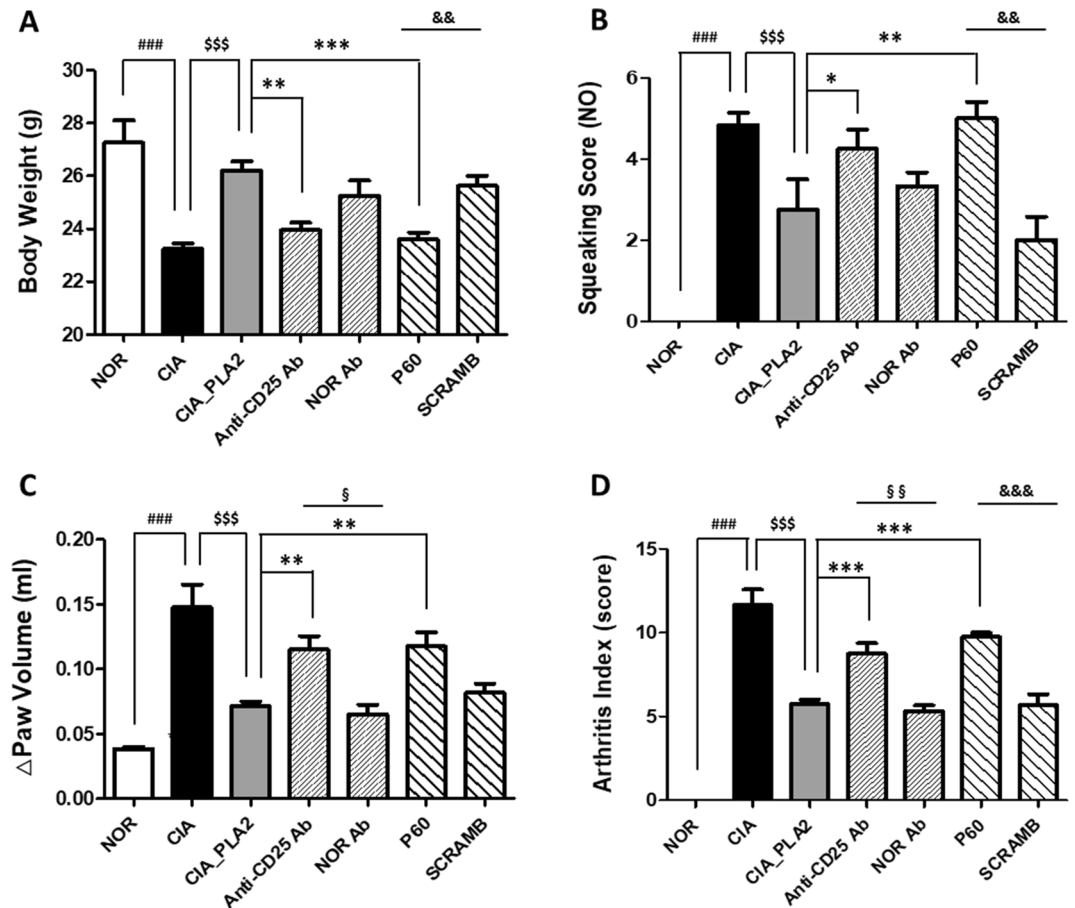 A
&&
###
$$$
***
**
Body Weight (g)
30
28
26
24
22
20
NOR
CIA
CIA_PLA2
Anti-CD25 Ab
NOR Ab
P60
SCRAMB
B
&&
###
$$$
**
*
Squeaking Score (NO)
6
4
2
0
NOR
CIA
CIA_PLA2
Anti-CD25 Ab
NOR Ab
P60
SCRAMB
C
§
###
$$$
**
**
△Paw Volume (ml)
0.20
0.15
0.10
0.05
0.00
NOR
CIA
CIA_PLA2
Anti-CD25 Ab
NOR Ab
P60
SCRAMB
D
§ §
&&&
###
$$$
***
***
Arthritis Index (score)
15
10
5
0
NOR
CIA
CIA_PLA2
Anti-CD25 Ab
NOR Ab
P60
SCRAMB